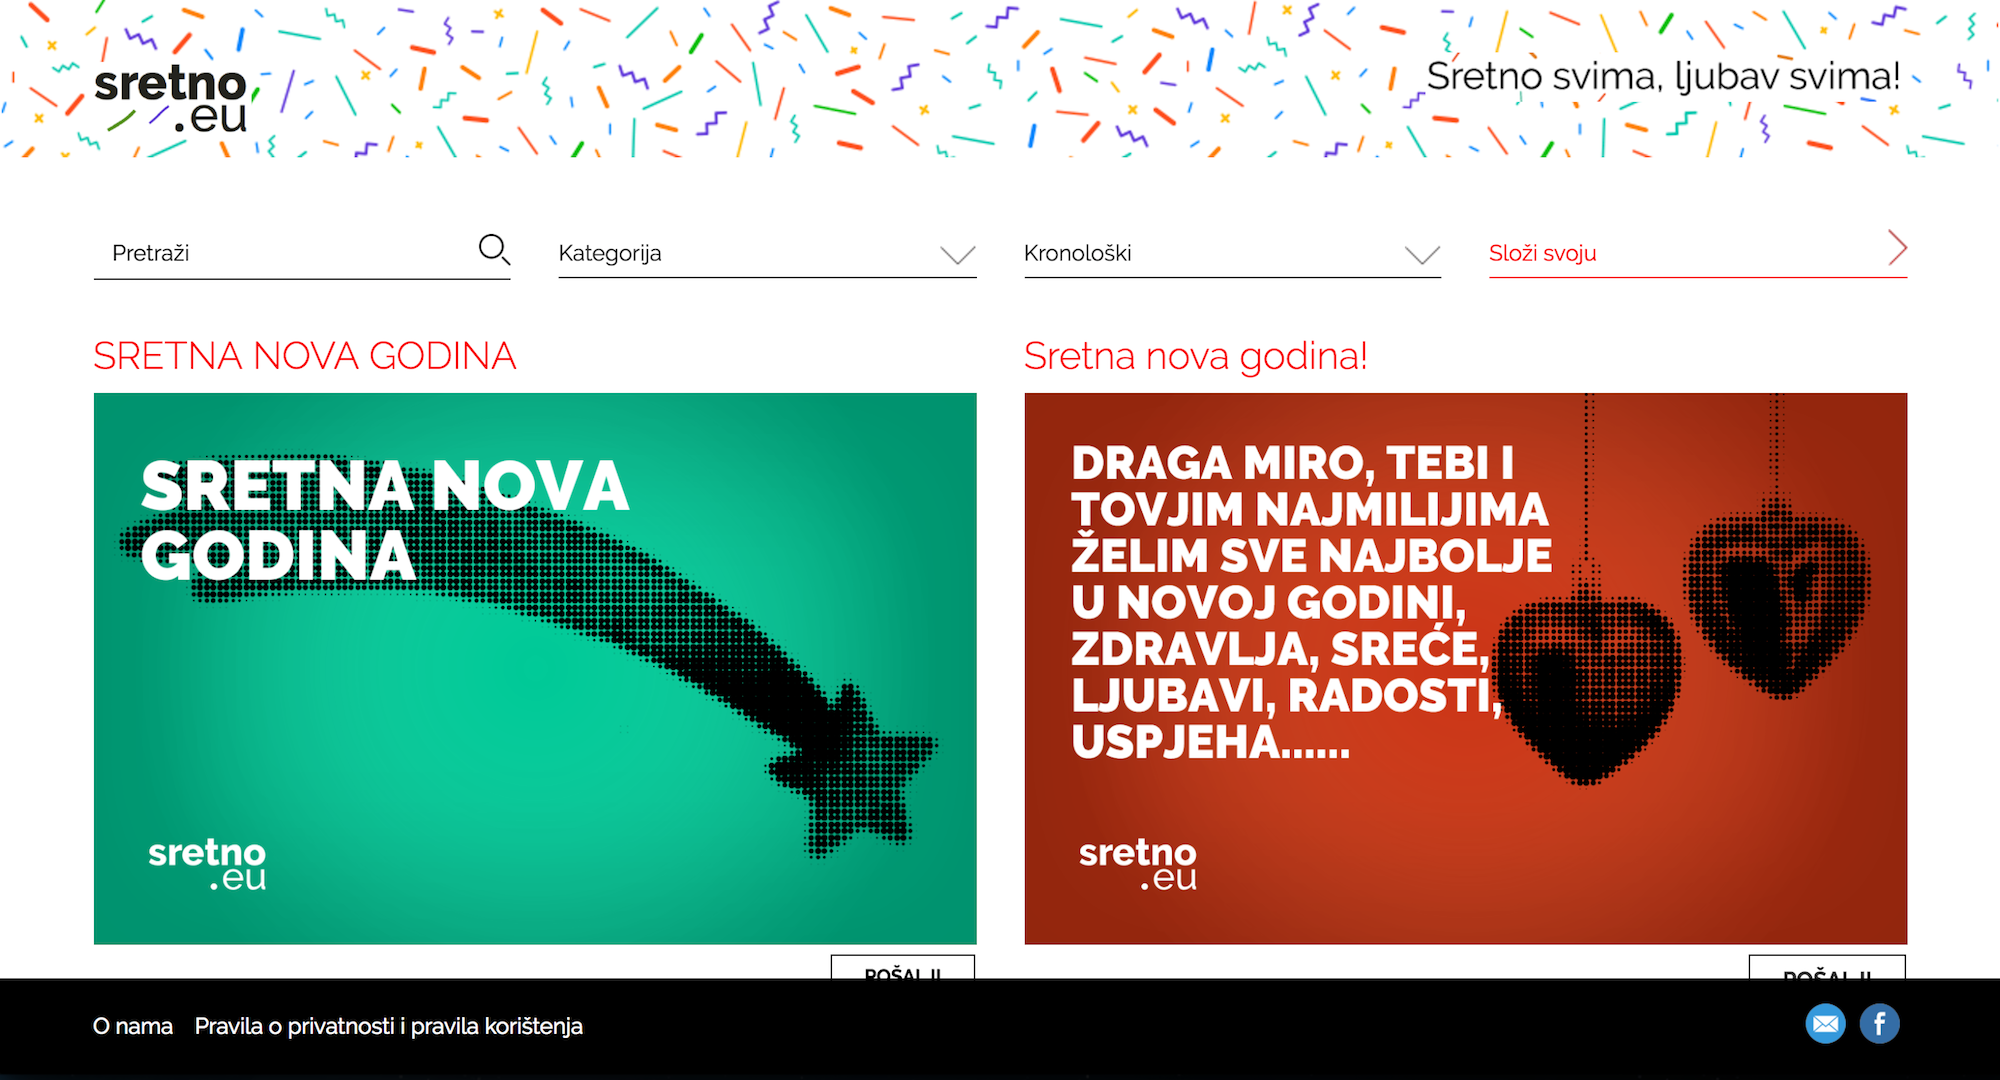 sretno
.eu
Sretno svima, ljubav svima!
Pretraži
Kategorija
Kronološki
Složi svoju
SRETNA NOVA GODINA
Sretna nova godina!
SRETNA NOVA
GODINA
sretno
.eu
DRAGA MIRO, TEBI I
TOVJIM NAJMILIJIMA
ŽELIM SVE NAJBOLJE
U NOVOJ GODINI,
ZDRAVLJA, SREĆE,
LJUBAVI, RADOSTI,
USPJEHA......
sretno
.eu
POŠALJI
POŠALJI
O nama
Pravila o privatnosti i pravila korištenja